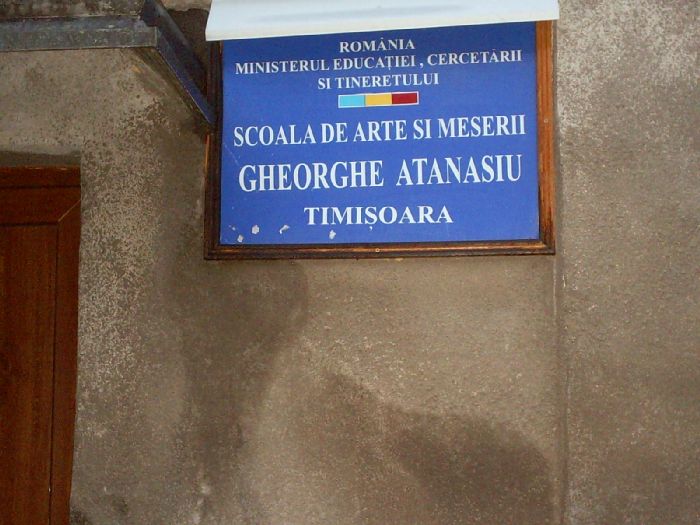 ROMÂNIA
MINISTERUL EDUCAȚIEI , CERCETĂRII
SI TINERETULUI
SCOALA DE ARTE SI MESERII
GHEORGHE ATANASIU
TIMIȘOARA